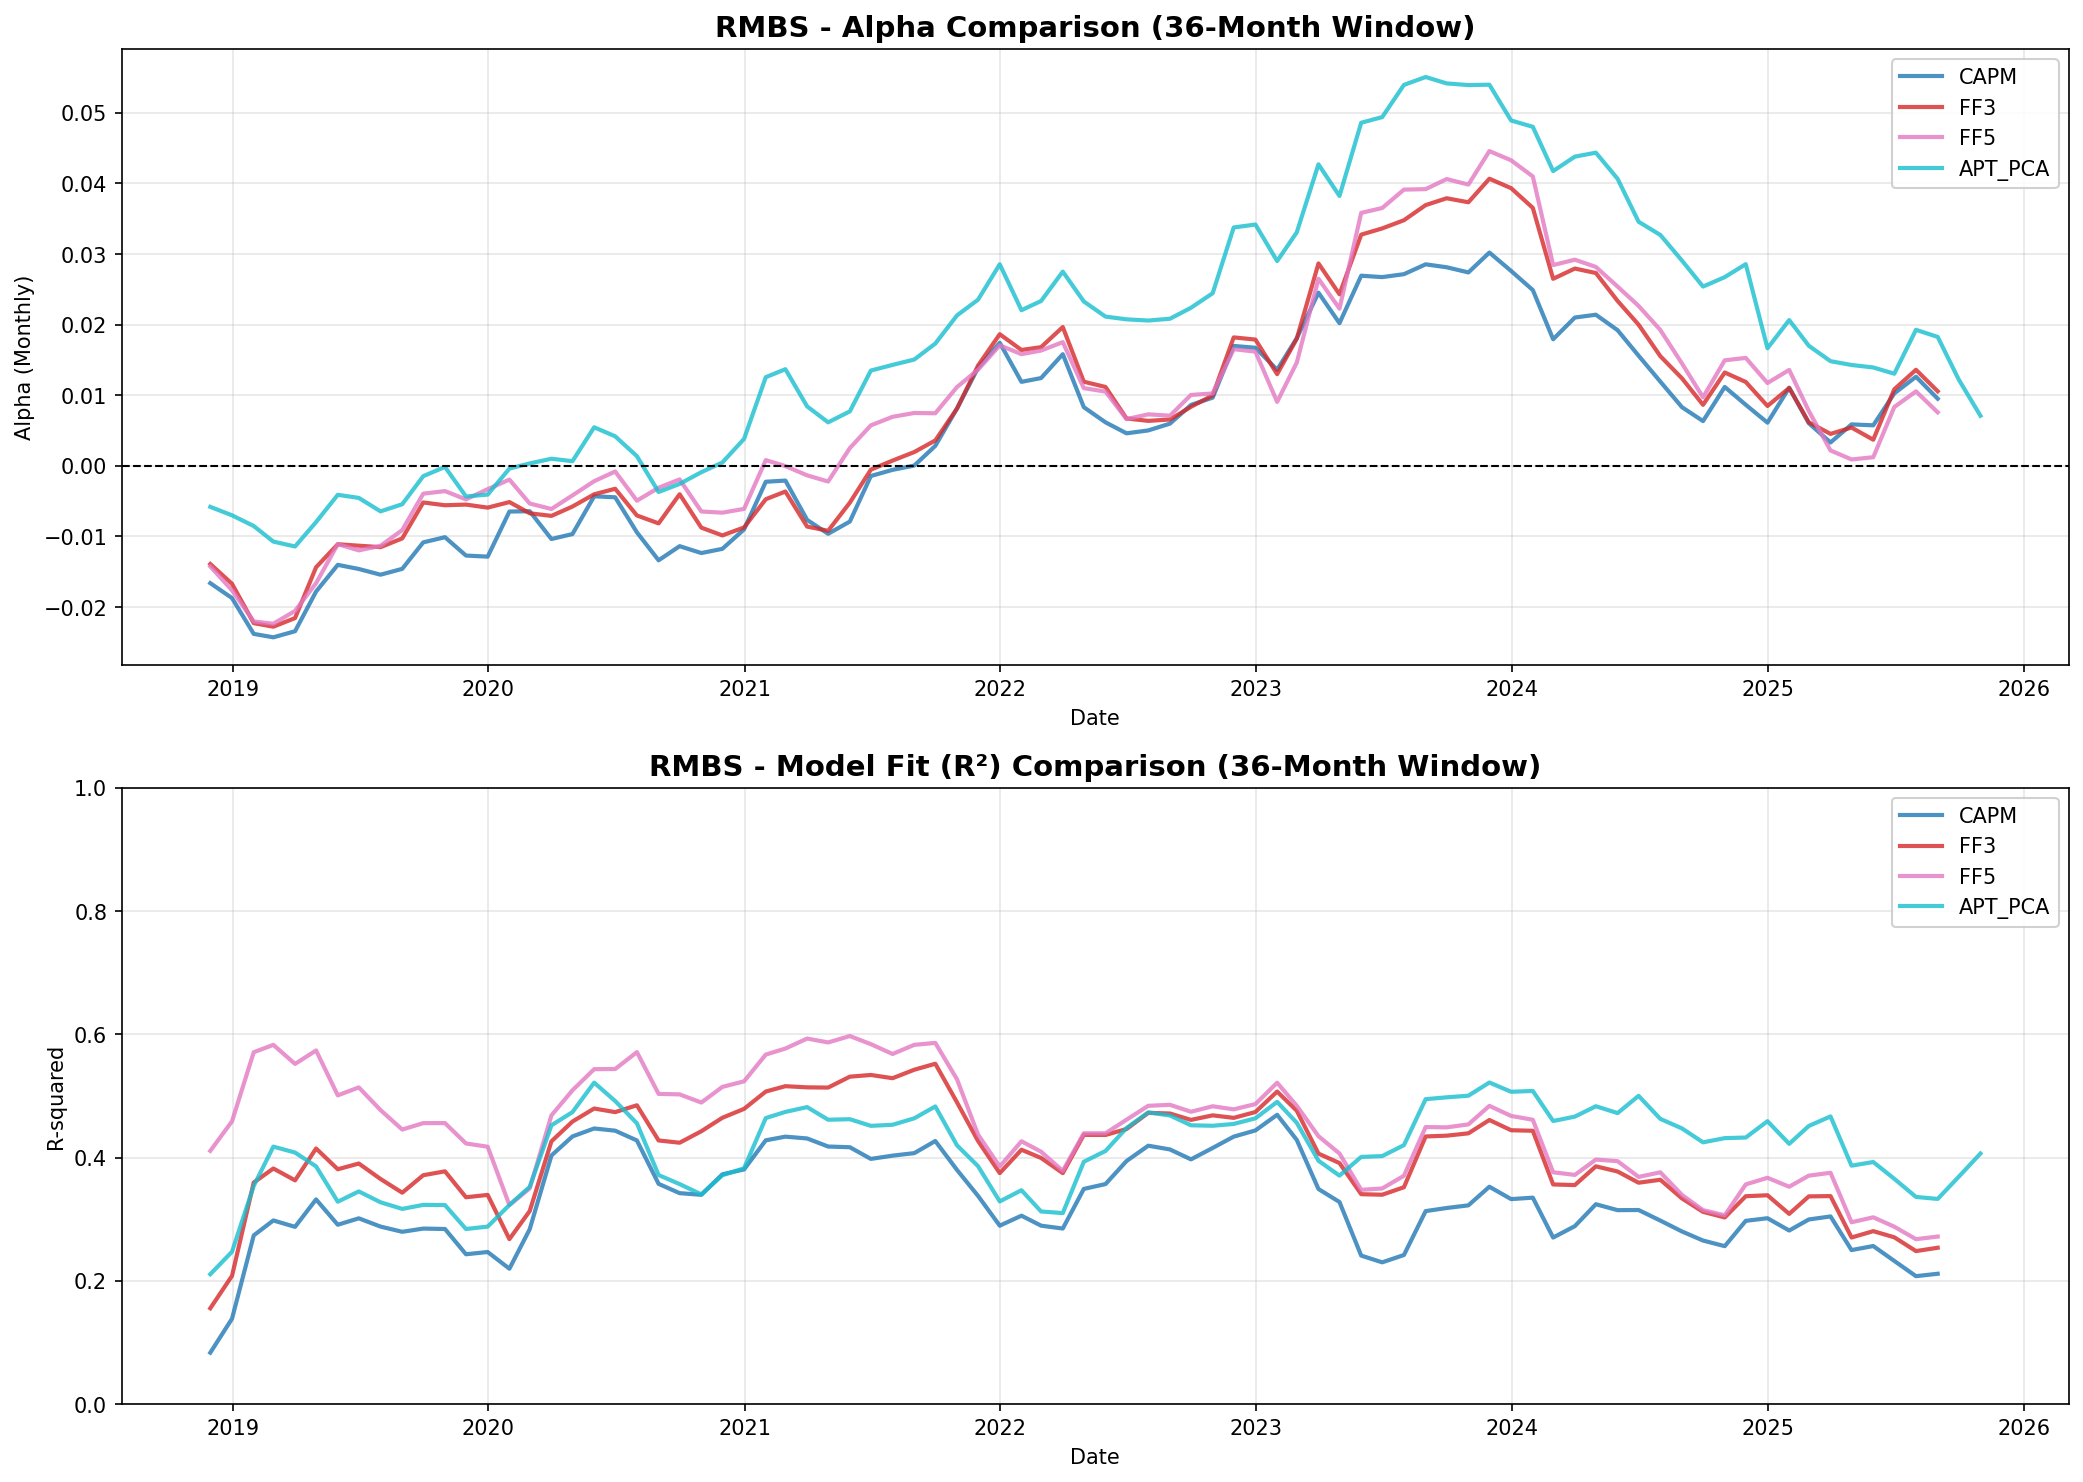 RMBS - Alpha Comparison (36-Month Window)
CAPM
FF3
FF5
APT_PCA
Alpha (Monthly)
0.05
0.04
0.03
0.02
0.01
0.00
−0.01
−0.02
2019 2020 2021 2022 2023 2024 2025 2026
Date
RMBS - Model Fit (R²) Comparison (36-Month Window)
CAPM
FF3
FF5
APT_PCA
R-squared
1.0
0.8
0.6
0.4
0.2
0.0
2019 2020 2021 2022 2023 2024 2025 2026
Date